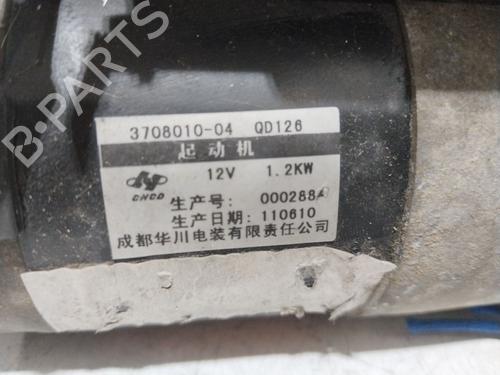 B-PARTS
3708010-04 QD126
起动机
CHCD 12V 1.2KW
生产号: 000288
生产日期: 110610
成都华川电装有限责任公司